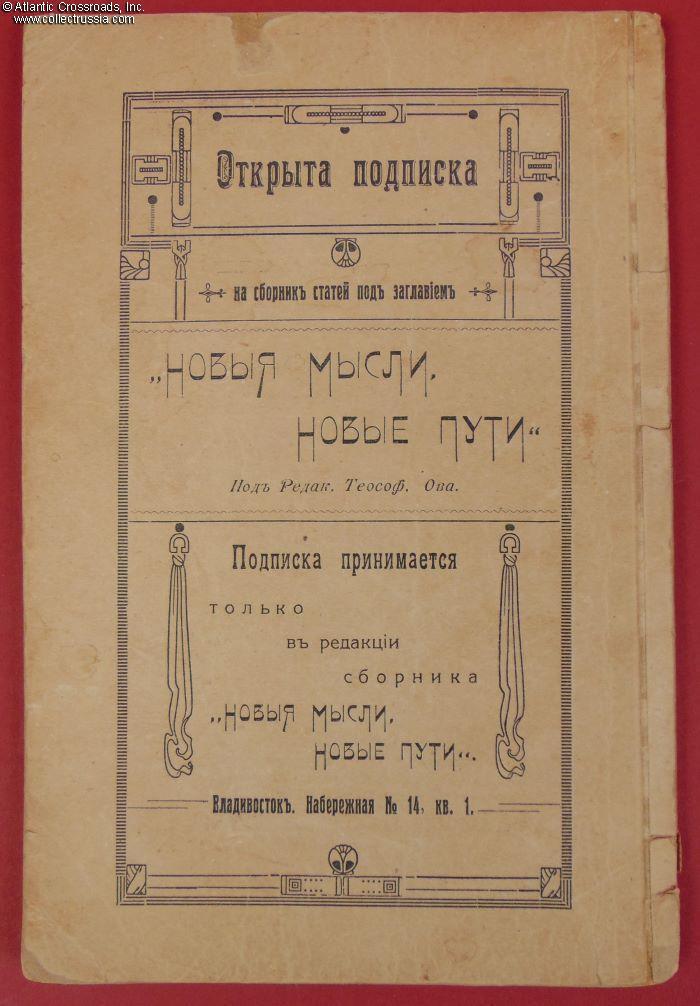 © Atlantic Crossroads, Inc.
www.collectrussia.com
Открыта подписка
на сборникъ статей подъ заглавіемъ
„Новыя мысли,
новые пути“
Подъ Редак. Теософ. Ова.
Подписка принимается
только
въ редакціи
сборника
„Новыя мысли,
новые пути“.
Владивостокъ. Набережная № 14, кв. 1.